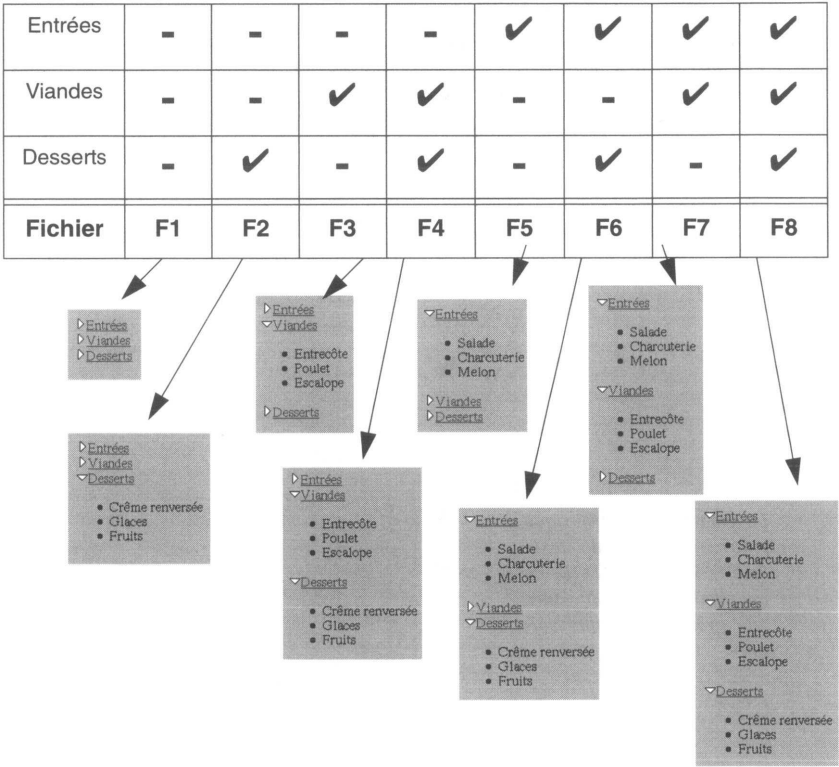 Entrées - - - - ✔ ✔ ✔ ✔
Viandes - - ✔ ✔ - - ✔ ✔
Desserts - ✔ - ✔ - ✔ - ✔
Fichier F1 F2 F3 F4 F5 F6 F7 F8
Entrées
Viandes
Desserts
Entrées
Viandes
Desserts
• Crême renversée
• Glaces
• Fruits
Entrées
Viandes
• Entrecôte
• Poulet
• Escalope
Desserts
Entrées
Viandes
• Entrecôte
• Poulet
• Escalope
Desserts
• Crême renversée
• Glaces
• Fruits
Entrées
• Salade
• Charcuterie
• Melon
Viandes
Desserts
Entrées
• Salade
• Charcuterie
• Melon
Viandes
Desserts
• Crême renversée
• Glaces
• Fruits
Entrées
• Salade
• Charcuterie
• Melon
Viandes
• Entrecôte
• Poulet
• Escalope
Desserts
Entrées
• Salade
• Charcuterie
• Melon
Viandes
• Entrecôte
• Poulet
• Escalope
Desserts
• Crême renversée
• Glaces
• Fruits